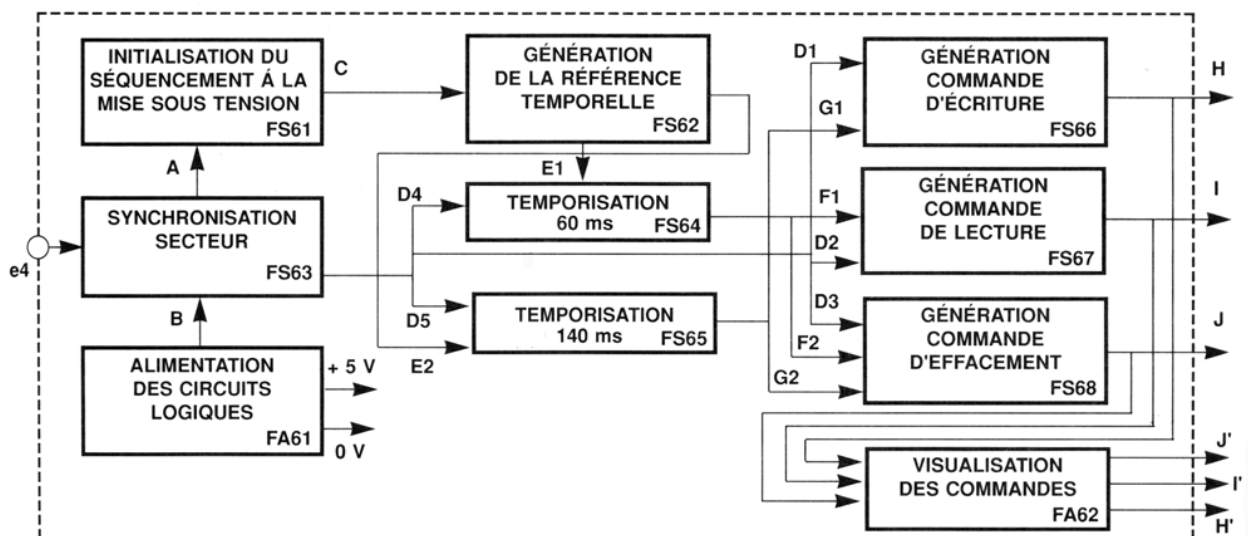 INITIALISATION DU
SÉQUENCEMENT Á LA
MISE SOUS TENSION
FS61
C
GÉNÉRATION
DE LA RÉFÉRENCE
TEMPORELLE
FS62
D1
G1
GÉNÉRATION
COMMANDE
D'ÉCRITURE
FS66
H
A
E1
SYNCHRONISATION
SECTEUR
FS63
e4
D4
TEMPORISATION
60 ms
FS64
F1
D2
GÉNÉRATION
COMMANDE
DE LECTURE
FS67
I
B
D5
E2
TEMPORISATION
140 ms
FS65
D3
F2
G2
GÉNÉRATION
COMMANDE
D'EFFACEMENT
FS68
J
ALIMENTATION
DES CIRCUITS
LOGIQUES
FA61
+ 5 V
0 V
VISUALISATION
DES COMMANDES
FA62
J'
I'
H'